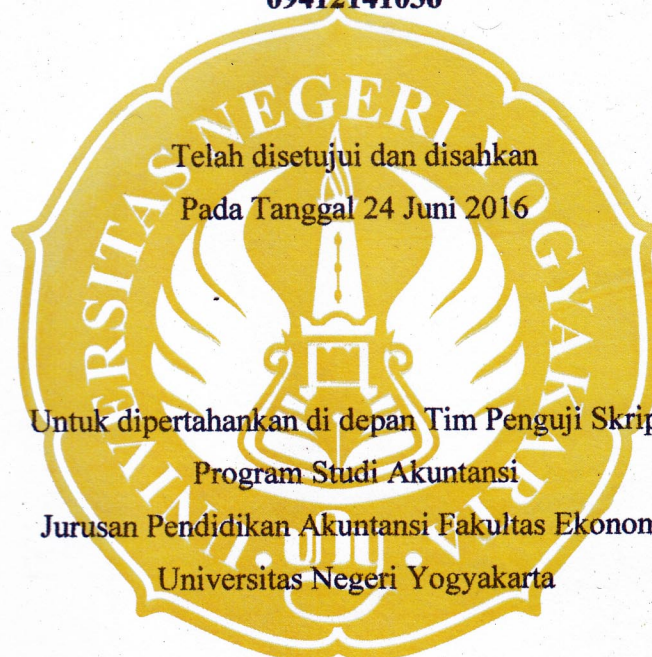 09412141056
Telah disetujui dan disahkan
Pada Tanggal 24 Juni 2016
Untuk dipertahankan di depan Tim Penguji Skrip
Program Studi Akuntansi
Jurusan Pendidikan Akuntansi Fakultas Ekonom
Universitas Negeri Yogyakarta
UNIVERSITAS NEGERI YOGYAKARTA